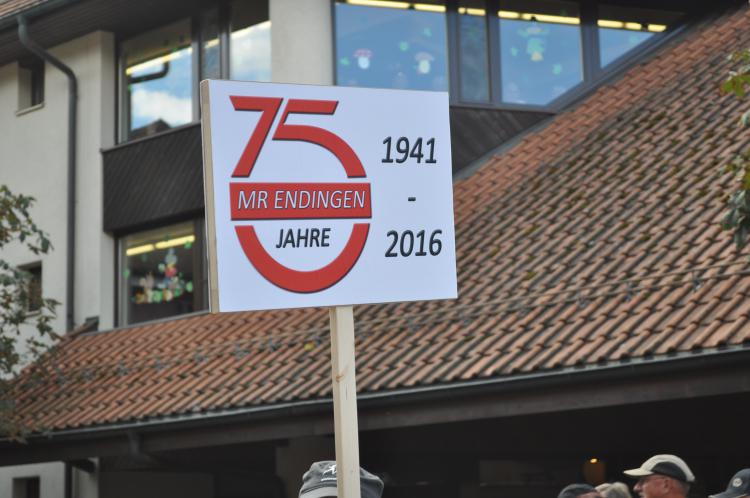 75
MR ENDINGEN
JAHRE
1941
-
2016